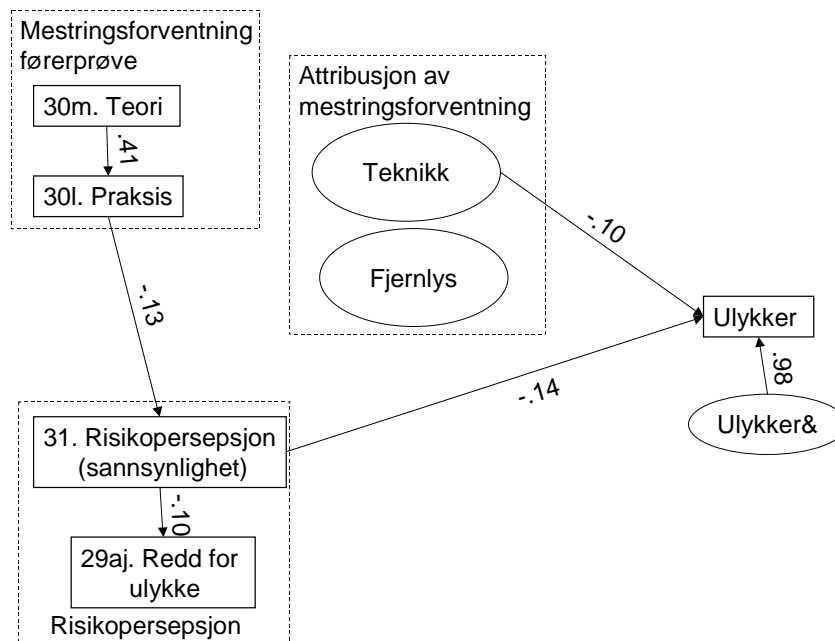 Mestringsforventning
førerprøve
30m. Teori
.41
30l. Praksis
-.13
Attribusjon av
mestringsforventning
Teknikk
Fjernlys
-.10
Ulykker
.98
Ulykker&
-.14
31. Risikopersepsjon
(sannsynlighet)
-.10
29aj. Redd for
ulykke
Risikopersepsjon